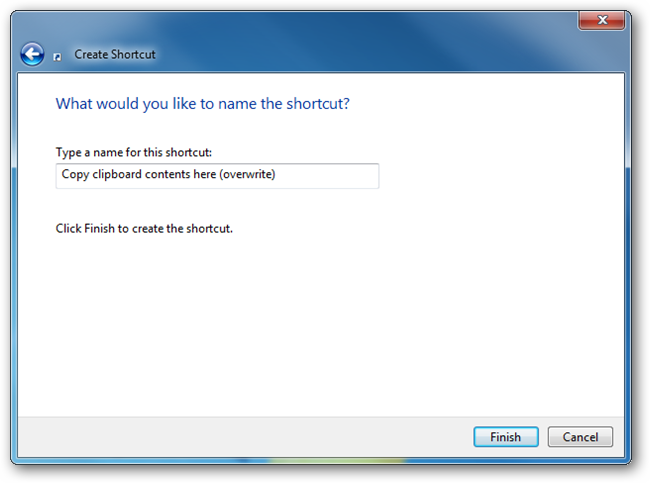 Create Shortcut
What would you like to name the shortcut?
Type a name for this shortcut:
Copy clipboard contents here (overwrite)
Click Finish to create the shortcut.
Finish Cancel